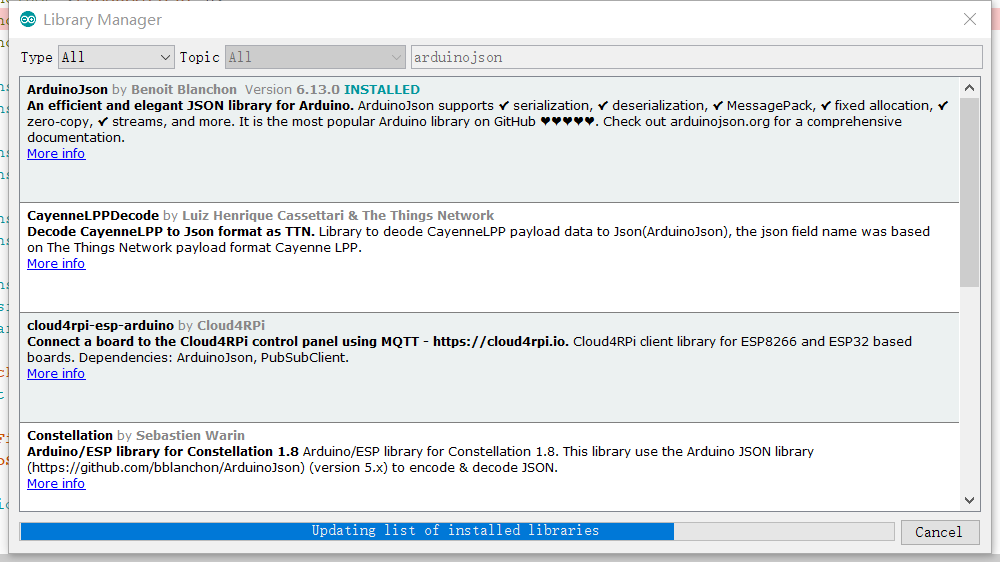 Library Manager
Type All Topic All arduinojson
ArduinoJson by Benoit Blanchon Version 6.13.0 INSTALLED
An efficient and elegant JSON library for Arduino. ArduinoJson supports ✔ serialization, ✔ deserialization, ✔ MessagePack, ✔ fixed allocation, ✔
zero-copy, ✔ streams, and more. It is the most popular Arduino library on GitHub ♥♥♥♥♥. Check out arduinojson.org for a comprehensive
documentation.
More info
CayenneLPPDecode by Luiz Henrique Cassettari & The Things Network
Decode CayenneLPP to Json format as TTN. Library to deode CayenneLPP payload data to Json(ArduinoJson), the json field name was based
on The Things Network payload format Cayenne LPP.
More info
cloud4rpi-esp-arduino by Cloud4RPi
Connect a board to the Cloud4RPi control panel using MQTT - https://cloud4rpi.io. Cloud4RPi client library for ESP8266 and ESP32 based
boards. Dependencies: ArduinoJson, PubSubClient.
More info
Constellation by Sebastien Warin
Arduino/ESP library for Constellation 1.8 Arduino/ESP library for Constellation 1.8. This library use the Arduino JSON library
(https://github.com/bblanchon/ArduinoJson) (version 5.x) to encode & decode JSON.
More info
Updating list of installed libraries
Cancel